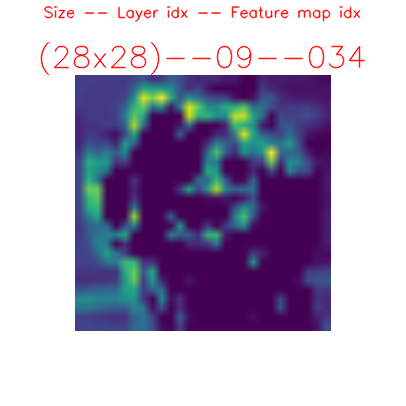 Size -- Layer idx -- Feature map idx
(28x28)--09--034